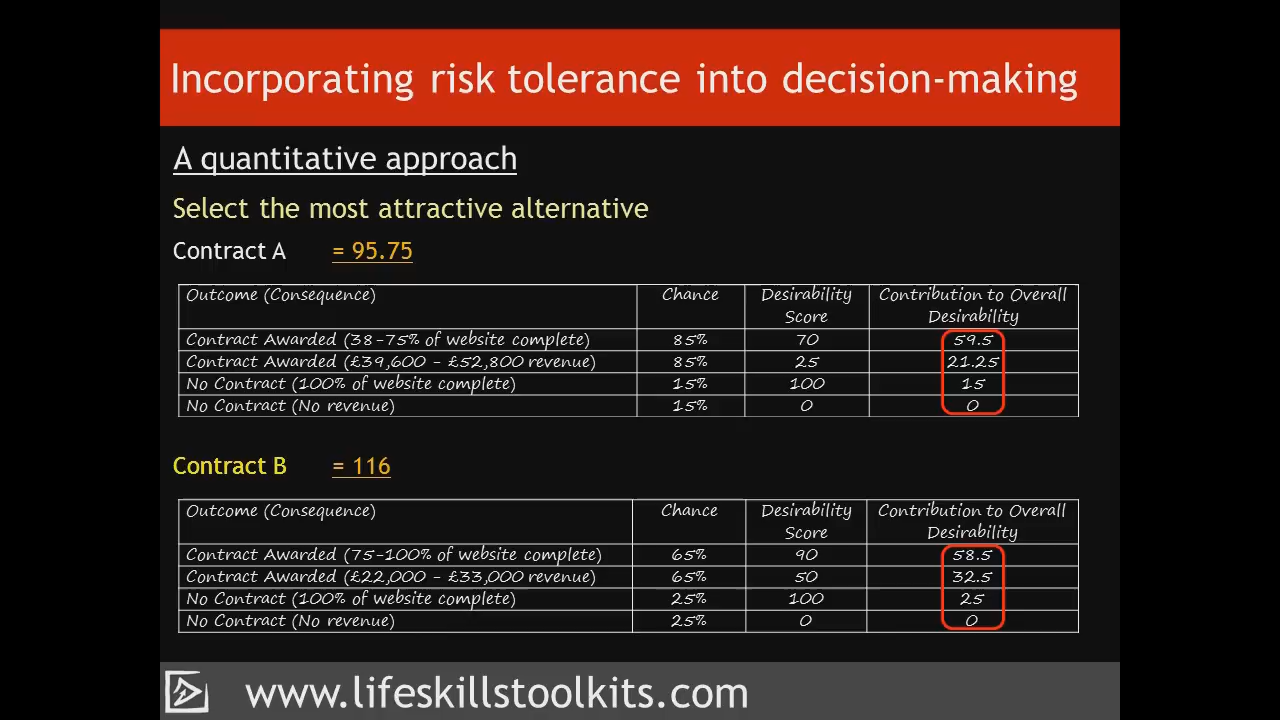 Incorporating risk tolerance into decision-making
A quantitative approach
Select the most attractive alternative
Contract A = 95.75
Outcome (Consequence) Chance Desirability Score Contribution to Overall Desirability
Contract Awarded (38-75% of website complete) 85% 70 59.5
Contract Awarded (£39,600 - £52,800 revenue) 85% 25 21.25
No Contract (100% of website complete) 15% 100 15
No Contract (No revenue) 15% 0 0
Contract B = 116
Outcome (Consequence) Chance Desirability Score Contribution to Overall Desirability
Contract Awarded (75-100% of website complete) 65% 90 58.5
Contract Awarded (£22,000 - £33,000 revenue) 65% 50 32.5
No Contract (100% of website complete) 25% 100 25
No Contract (No revenue) 25% 0 0
www.lifeskillstoolkits.com